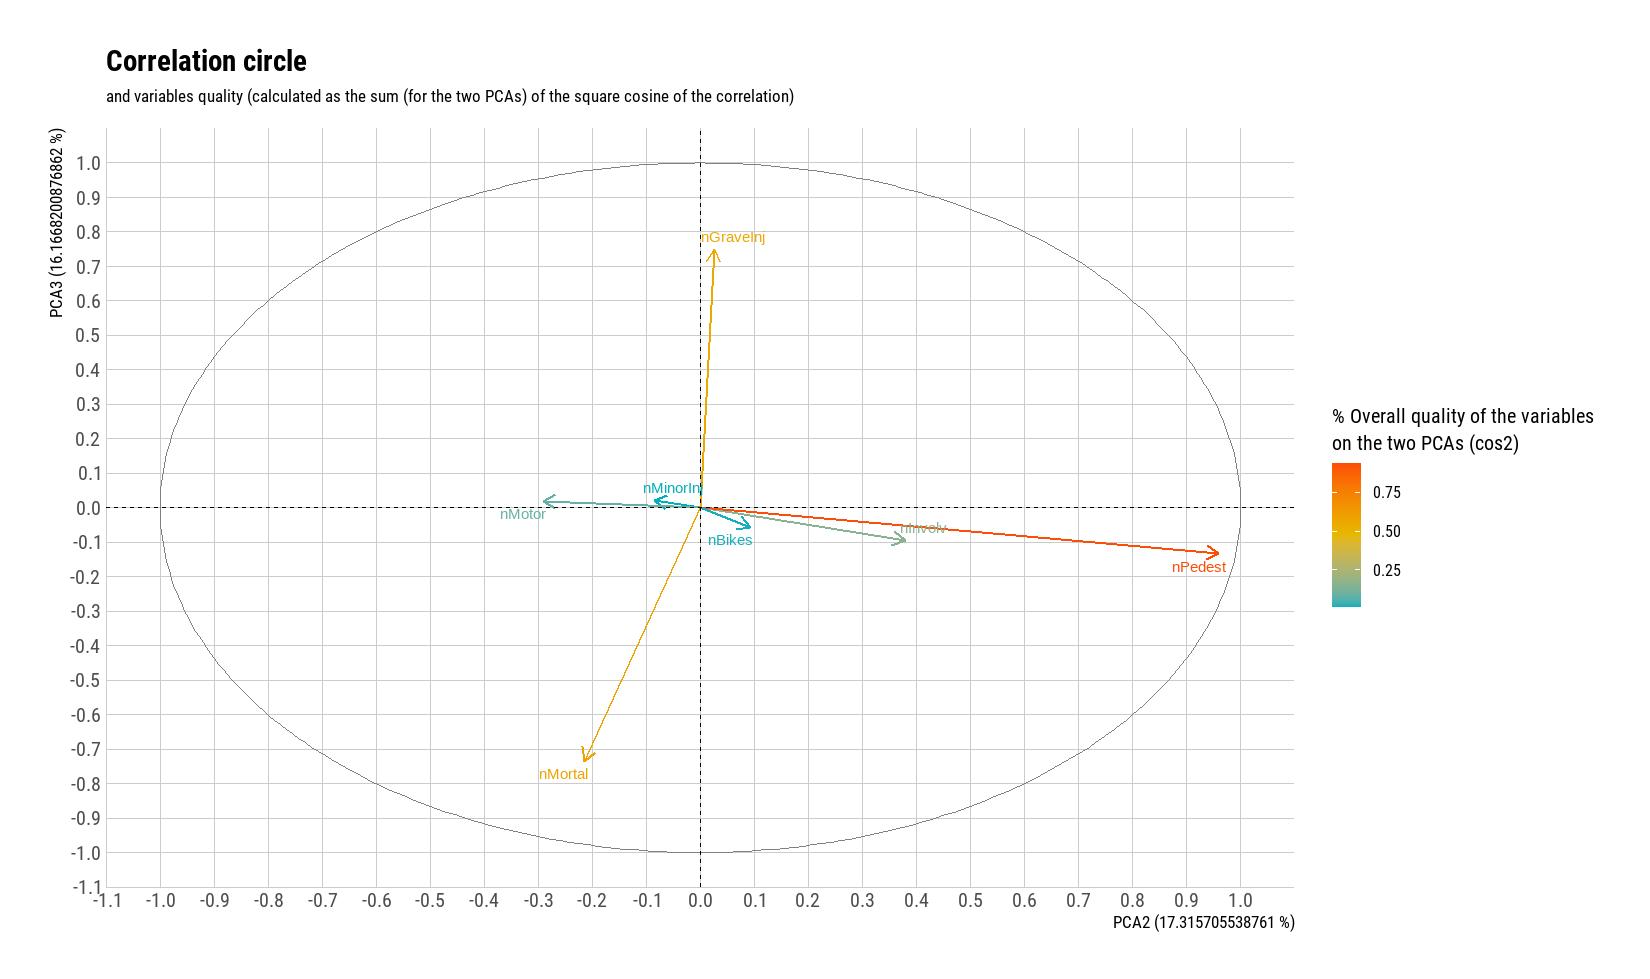 Correlation circle
and variables quality (calculated as the sum (for the two PCAs) of the square cosine of the correlation)
PCA3 (16.1668200876862 %)
1.0
0.9
0.8
0.7
0.6
0.5
0.4
0.3
0.2
0.1
0.0
-0.1
-0.2
-0.3
-0.4
-0.5
-0.6
-0.7
-0.8
-0.9
-1.0
-1.1
nGraveInj
nMinorInj
nMotor
nInvolv
nBikes
nPedest
nMortal
-1.1 -1.0 -0.9 -0.8 -0.7 -0.6 -0.5 -0.4 -0.3 -0.2 -0.1 0.0 0.1 0.2 0.3 0.4 0.5 0.6 0.7 0.8 0.9 1.0
PCA2 (17.315705538761 %)
% Overall quality of the variables
on the two PCAs (cos2)
0.75
0.50
0.25